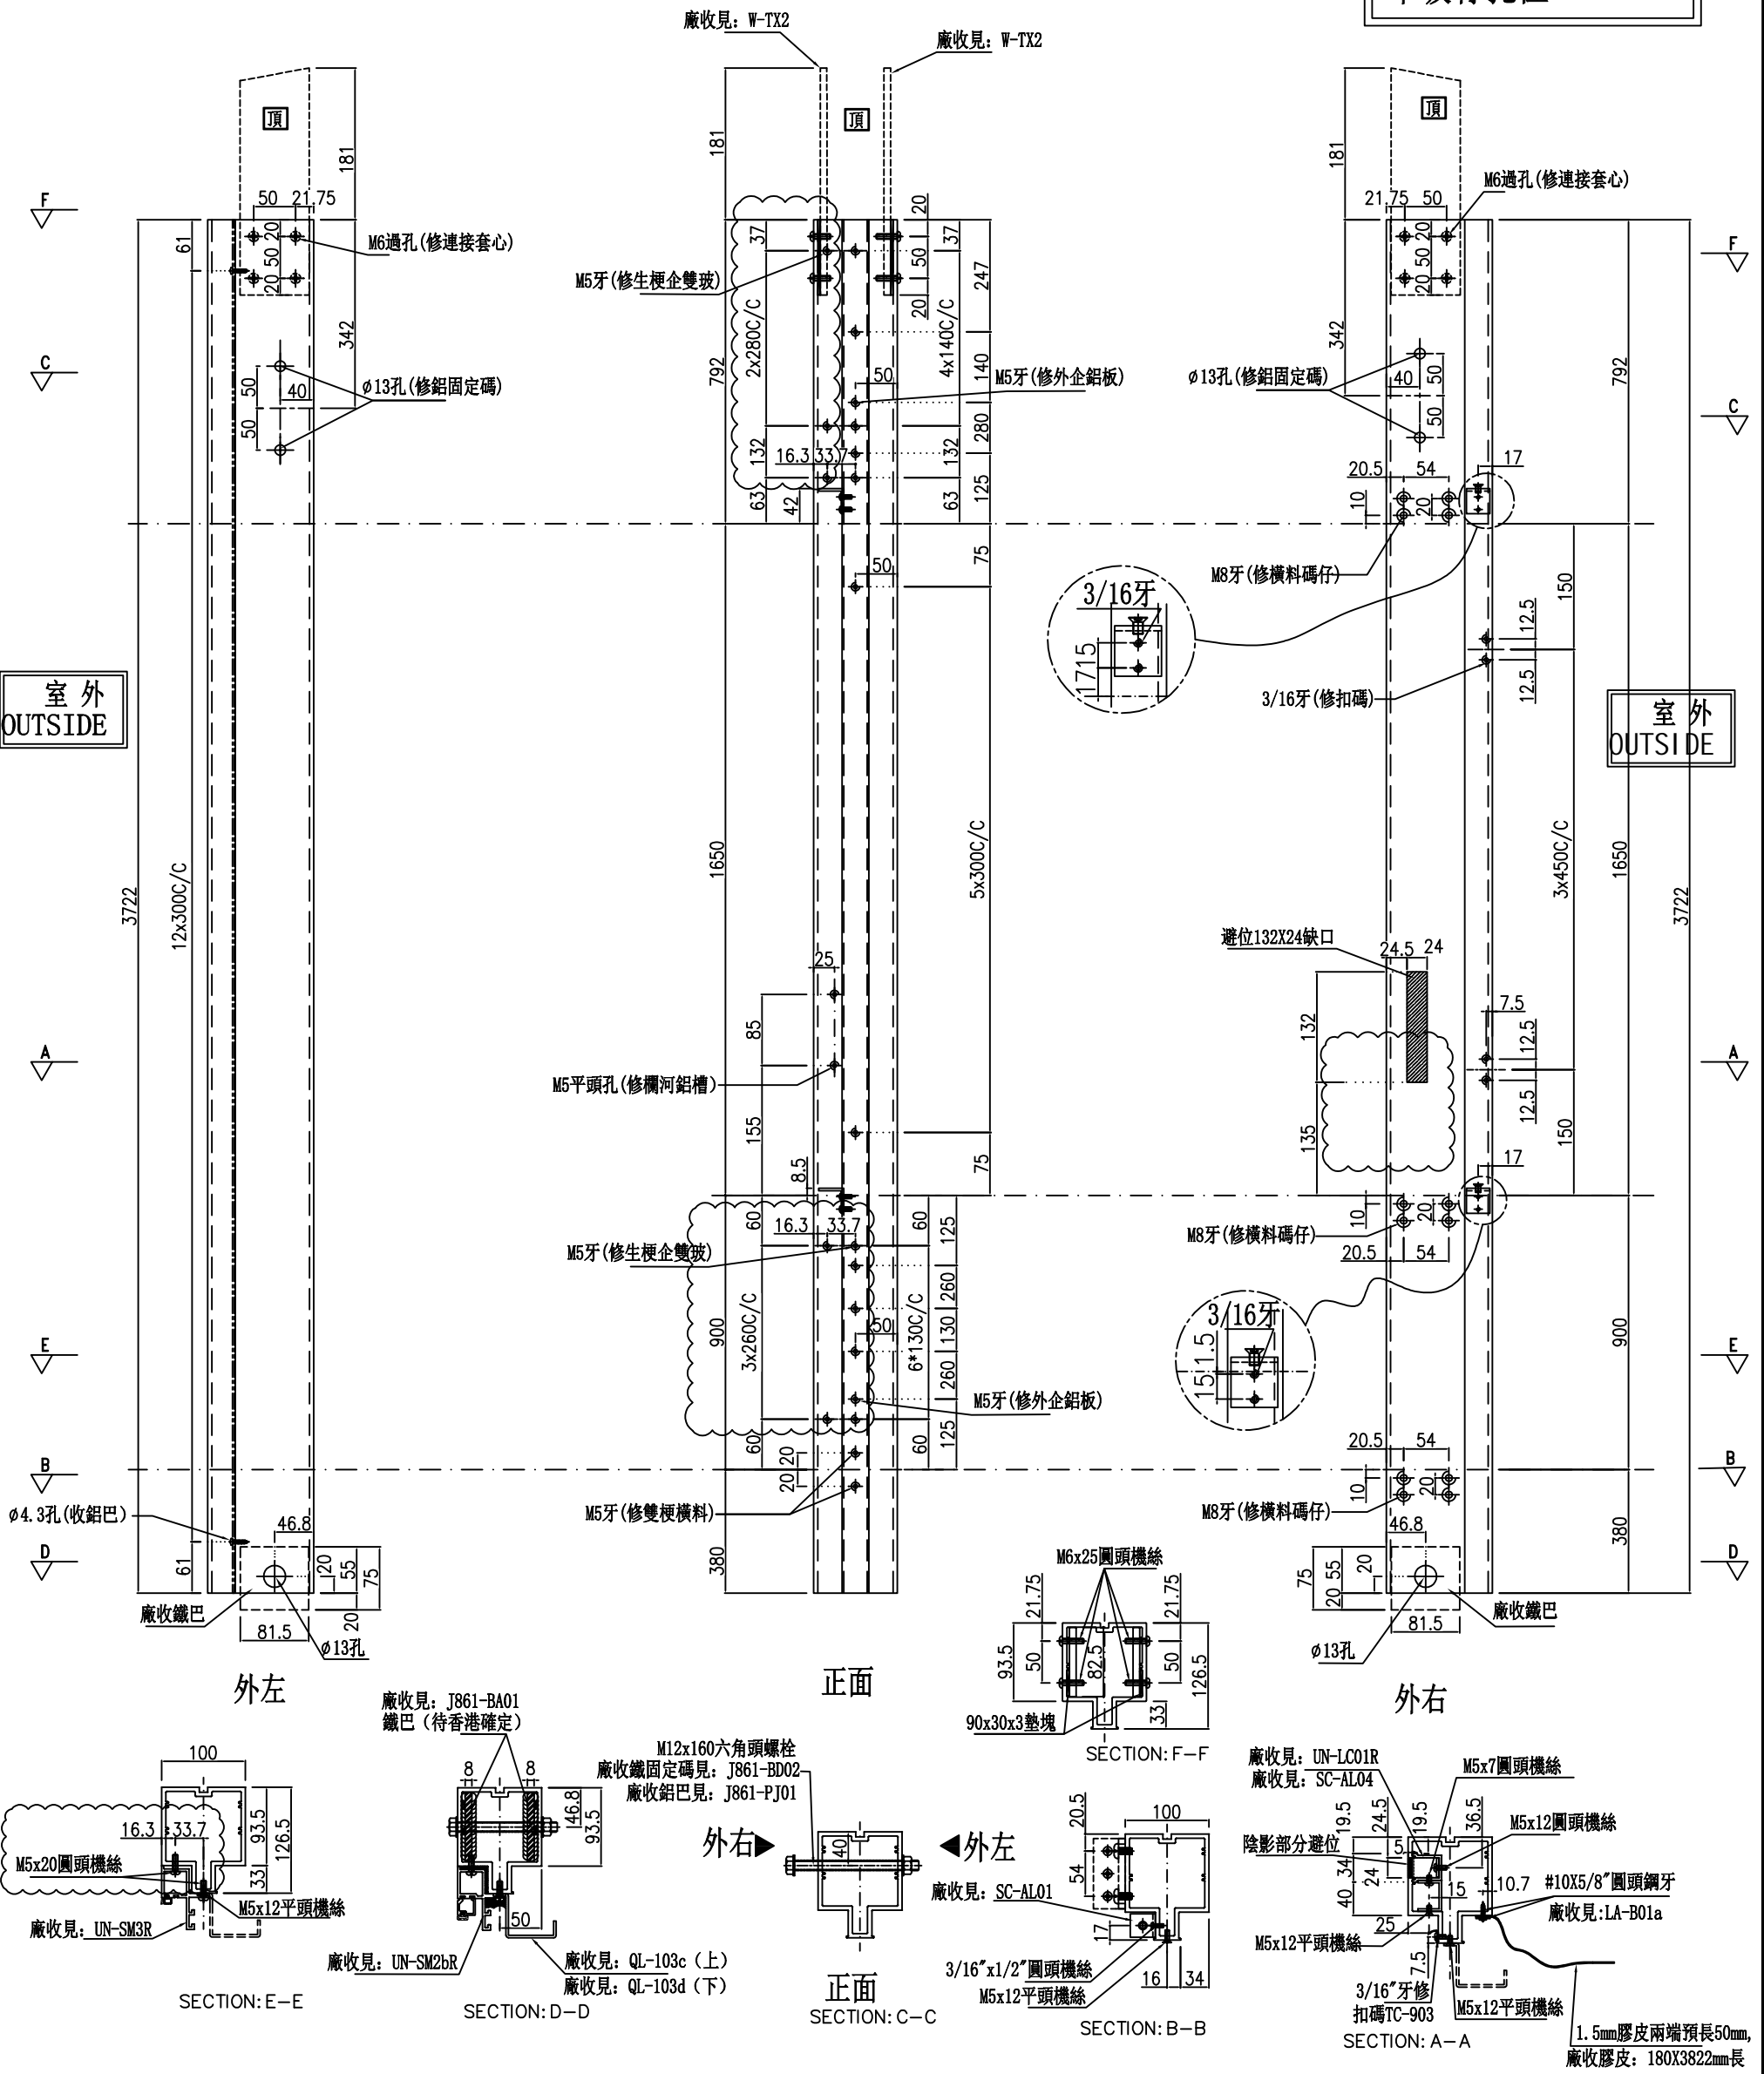 廠收見: W-TX2
廠收見: W-TX2
頂
頂
頂
181
181
181
F
F
C
C
A
A
E
E
B
B
D
D
室 外
OUTSIDE
室 外
OUTSIDE
50 21.75
61
20
50
20
342
M6過孔(修連接套心)
50
40
50
ϕ13孔(修鋁固定碼)
3722
12x300C/C
ϕ4.3孔(收鋁巴)
61
46.8
20
55
75
20
81.5
廠收鐵巴
ϕ13孔
外左
37
792
2x280C/C
132
63
42
16.3 33.7
M5牙(修生梗企雙玻)
20
50
20
37
4x140C/C
132
63
247
140
280
125
50
M5牙(修外企鋁板)
75
50
1650
5x300C/C
25
85
M5平頭孔(修欄河鋁槽)
155
8.5
75
60
16.3 33.7
M5牙(修生梗企雙玻)
900
3x260C/C
60
20 20
60
6*130C/C
60
125
260
130
260
125
50
M5牙(修外企鋁板)
M5牙(修雙梗橫料)
380
正面
21.75 50
M6過孔(修連接套心)
20
50
20
342
792
ϕ13孔(修鋁固定碼)
40
50
50
20.5 54
17
10
20
M8牙(修橫料碼仔)
3/16牙
1715
150
12.5
12.5
3/16牙(修扣碼)
3x450C/C
1650
3722
避位132X24缺口
24.5 24
132
135
7.5
12.5
12.5
150
17
10
20
M8牙(修橫料碼仔)
20.5 54
3/16牙
15 1.5
900
20.5 54
10
20
M8牙(修橫料碼仔)
46.8
75
55
20
20
380
廠收鐵巴
81.5
ϕ13孔
外右
M6x25圓頭機絲
21.75
50
93.5
82.5
21.75
50
126.5
33
90x30x3墊塊
SECTION:F-F
100
16.3 33.7
93.5
33
126.5
M5x20圓頭機絲
M5x12平頭機絲
廠收見: UN-SM3R
SECTION:E-E
廠收見: J861-BA01
鐵巴（待香港確定）
8
8
46.8
93.5
50
廠收見: UN-SM2bR
廠收見: QL-103c（上）
廠收見: QL-103d（下）
SECTION:D-D
M12x160六角頭螺栓
廠收鐵固定碼見: J861-BD02
廠收鋁巴見: J861-PJ01
外右
40
外左
正面
SECTION:C-C
20.5
100
54
廠收見: SC-AL01
17
16 34
3/16"x1/2"圓頭機絲
M5x12平頭機絲
SECTION:B-B
廠收見: UN-LC01R
廠收見: SC-AL04
M5x7圓頭機絲
M5x12圓頭機絲
19.5
24.5
19.5
36.5
陰影部分避位
5
34
24
40
15
10.7
#10X5/8"圓頭鋼牙
廠收見:LA-B01a
25
M5x12平頭機絲
7.5
3/16"牙修
扣碼TC-903
M5x12平頭機絲
SECTION:A-A
1.5mm膠皮兩端預長50mm,
廠收膠皮: 180X3822mm長